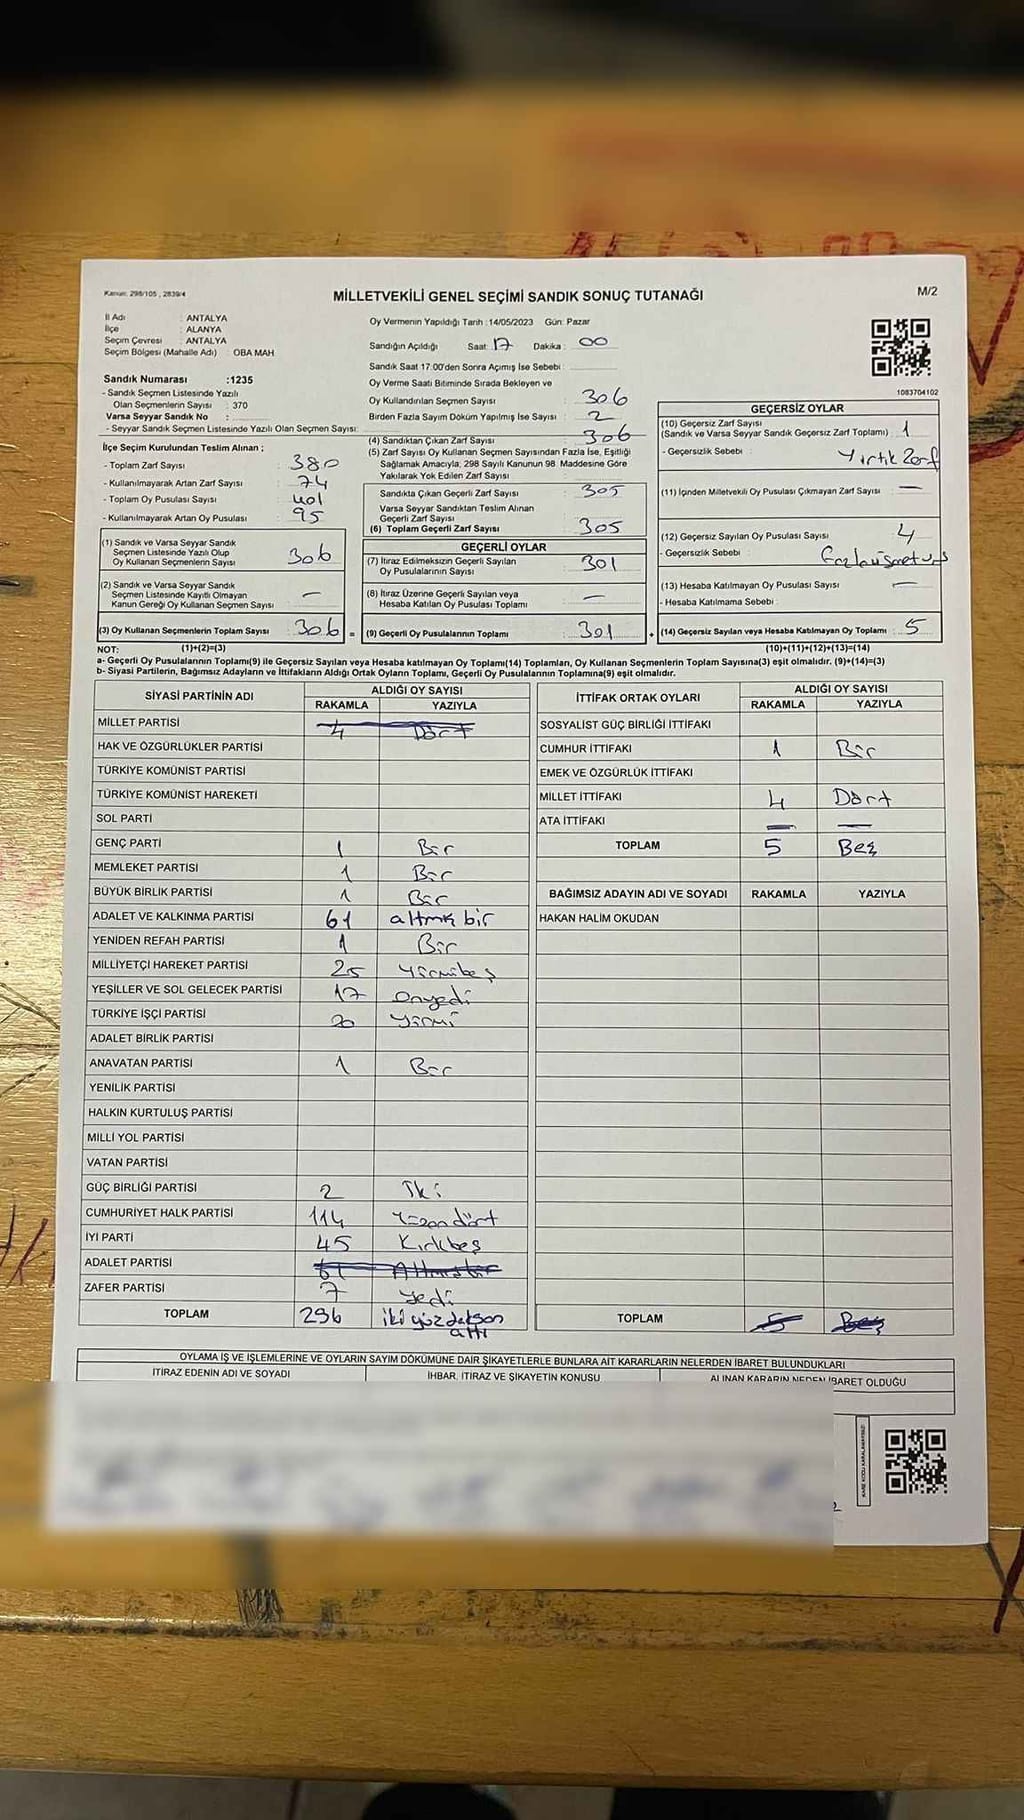 Kanun: 298/105 , 2839/4
MİLLETVEKİLİ GENEL SEÇİMİ SANDIK SONUÇ TUTANAĞI
M/2
İl Adı : ANTALYA
İlçe : ALANYA
Seçim Çevresi : ANTALYA
Seçim Bölgesi (Mahalle Adı) : OBA MAH
Sandık Numarası :1235
- Sandık Seçmen Listesinde Yazılı
Olan Seçmenlerin Sayısı : 370
Varsa Seyyar Sandık No :
- Seyyar Sandık Seçmen Listesinde Yazılı Olan Seçmen Sayısı:
İlçe Seçim Kurulundan Teslim Alınan ;
- Toplam Zarf Sayısı : 380
- Kullanılmayarak Artan Zarf Sayısı : 74
- Toplam Oy Pusulası Sayısı : 401
- Kullanılmayarak Artan Oy Pusulası : 95
(1) Sandık ve Varsa Seyyar Sandık
Seçmen Listesinde Yazılı Olup
Oy Kullanan Seçmenlerin Sayısı 306
(2) Sandık ve Varsa Seyyar Sandık
Seçmen Listesinde Kayıtlı Olmayan
Kanun Gereği Oy Kullanan Seçmen Sayısı —
(3) Oy Kullanan Seçmenlerin Toplam Sayısı 306 =
Oy Vermenin Yapıldığı Tarih :14/05/2023 Gün: Pazar
Sandığın Açıldığı Saat: 17 Dakika : 00
Sandık Saat 17:00'den Sonra Açımış İse Sebebi :
Oy Verme Saati Bitiminde Sırada Bekleyen ve
Oy Kullandırılan Seçmen Sayısı : 306
Birden Fazla Sayım Döküm Yapılmış İse Sayısı : 2
(4) Sandıktan Çıkan Zarf Sayısı : 306
(5) Zarf Sayısı Oy Kullanan Seçmen Sayısından Fazla İse, Eşitliği
Sağlamak Amacıyla, 298 Sayılı Kanunun 98. Maddesine Göre
Yakılarak Yok Edilen Zarf Sayısı :
Sandıkta Çıkan Geçerli Zarf Sayısı : 305
Varsa Seyyar Sandıktan Teslim Alınan
Geçerli Zarf Sayısı :
(6) Toplam Geçerli Zarf Sayısı : 305
GEÇERLİ OYLAR
(7) İtiraz Edilmeksizin Geçerli Sayılan
Oy Pusulalarının Sayısı : 301
(8) İtiraz Üzerine Geçerli Sayılan veya
Hesaba Katılan Oy Pusulası Toplamı : —
(9) Geçerli Oy Pusulalarının Toplamı : 301 +
1083704102
GEÇERSİZ OYLAR
(10) Geçersiz Zarf Sayısı
(Sandık ve Varsa Seyyar Sandık Geçersiz Zarf Toplamı) : 1
- Geçersizlik Sebebi : Yırtık Zarf
(11) İçinden Milletvekili Oy Pusulası Çıkmayan Zarf Sayısı : —
(12) Geçersiz Sayılan Oy Pusulası Sayısı : 4
- Geçersizlik Sebebi :
(13) Hesaba Katılmayan Oy Pusulası Sayısı : —
- Hesaba Katılmama Sebebi :
(14) Geçersiz Sayılan veya Hesaba Katılmayan Oy Toplamı : 5
NOT: (1)+(2)=(3) (10)+(11)+(12)+(13)=(14)
a- Geçerli Oy Pusulalarının Toplamı(9) ile Geçersiz Sayılan veya Hesaba katılmayan Oy Toplamı(14) Toplamları, Oy Kullanan Seçmenlerin Toplam Sayısına(3) eşit olmalıdır. (9)+(14)=(3)
b- Siyasi Partilerin, Bağımsız Adayların ve İttifakların Aldığı Ortak Oyların Toplamı, Geçerli Oy Pusulalarının Toplamına(9) eşit olmalıdır.
SİYASİ PARTİNİN ADI ALDIĞI OY SAYISI
RAKAMLA YAZIYLA
MİLLET PARTİSİ 4 Dört
HAK VE ÖZGÜRLÜKLER PARTİSİ
TÜRKİYE KOMÜNİST PARTİSİ
TÜRKİYE KOMÜNİST HAREKETİ
SOL PARTİ
GENÇ PARTİ 1 Bir
MEMLEKET PARTİSİ 1 Bir
BÜYÜK BİRLİK PARTİSİ 1 Bir
ADALET VE KALKINMA PARTİSİ 61 altmış bir
YENİDEN REFAH PARTİSİ 1 Bir
MİLLİYETÇİ HAREKET PARTİSİ 25 Yirmibeş
YEŞİLLER VE SOL GELECEK PARTİSİ 17 Onyedi
TÜRKİYE İŞÇİ PARTİSİ 20 Yirmi
ADALET BİRLİK PARTİSİ
ANAVATAN PARTİSİ 1 Bir
YENİLİK PARTİSİ
HALKIN KURTULUŞ PARTİSİ
MİLLİ YOL PARTİSİ
VATAN PARTİSİ
GÜÇ BİRLİĞİ PARTİSİ 2 İki
CUMHURİYET HALK PARTİSİ 114 Yüzondört
İYİ PARTİ 45 Kırkbeş
ADALET PARTİSİ 61 Altmışbir
ZAFER PARTİSİ 7 Yedi
TOPLAM 296 ikiyüzdokson
altı
İTTİFAK ORTAK OYLARI ALDIĞI OY SAYISI
RAKAMLA YAZIYLA
SOSYALİST GÜÇ BİRLİĞİ İTTİFAKI
CUMHUR İTTİFAKI 1 Bir
EMEK VE ÖZGÜRLÜK İTTİFAKI
MİLLET İTTİFAKI 4 Dört
ATA İTTİFAKI — —
TOPLAM 5 Beş
BAĞIMSIZ ADAYIN ADI VE SOYADI RAKAMLA YAZIYLA
HAKAN HALİM OKUDAN
TOPLAM 5 Beş
OYLAMA İŞ VE İŞLEMLERİNE VE OYLARIN SAYIM DÖKÜMÜNE DAİR ŞİKAYETLERLE BUNLARA AİT KARARLARIN NELERDEN İBARET BULUNDUKLARI
İTİRAZ EDENİN ADI VE SOYADI İHBAR, İTİRAZ VE ŞİKAYETİN KONUSU ALINAN KARARIN NEDEN İBARET OLDUĞU